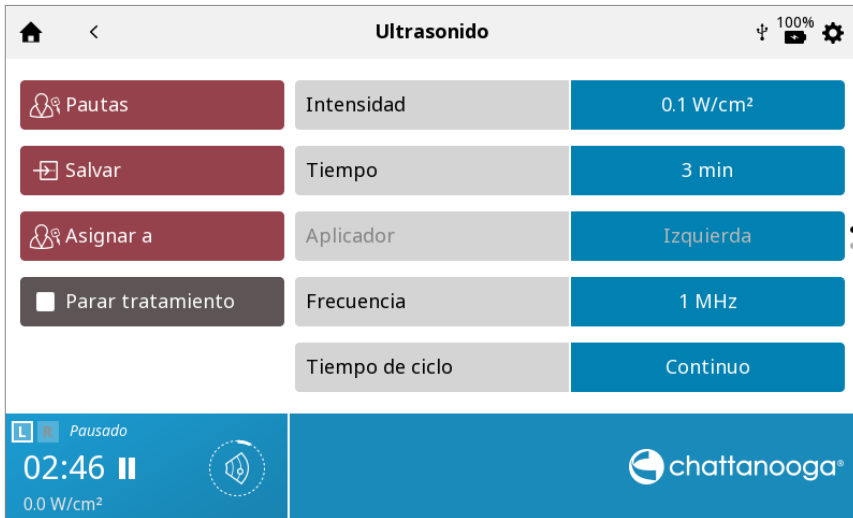 Ultrasonido
100%
Pautas
Intensidad
0.1 W/cm²
Salvar
Tiempo
3 min
Asignar a
Aplicador
Izquierda
Parar tratamiento
Frecuencia
1 MHz
Tiempo de ciclo
Continuo
L R Pausado
02:46
0.0 W/cm²
chattanooga®